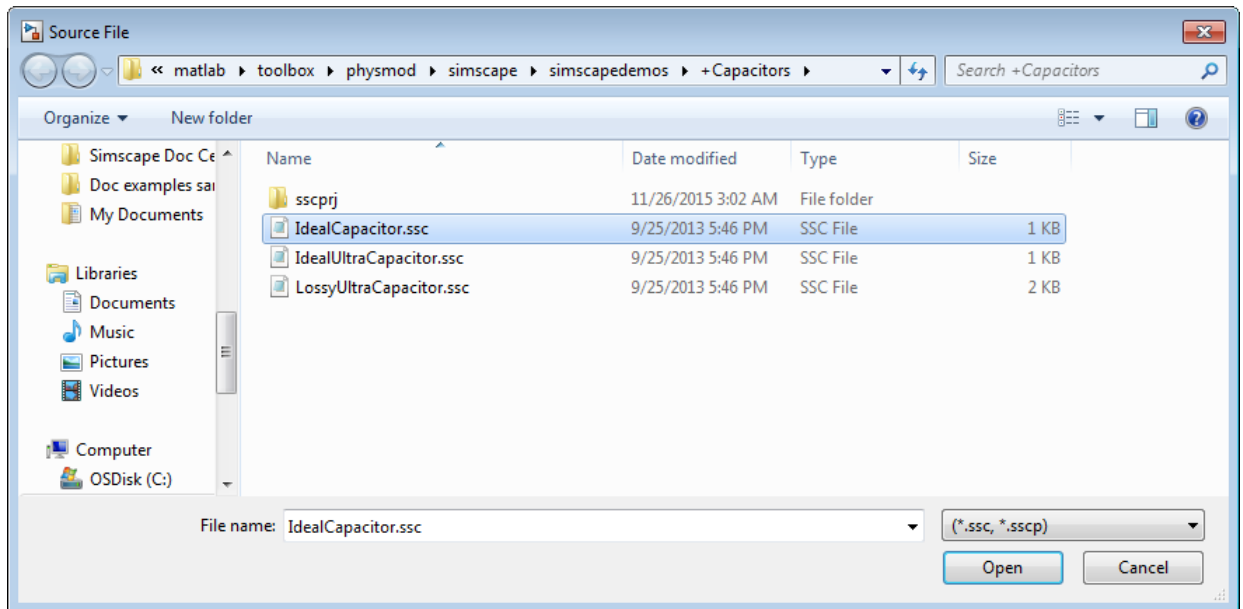 Source File
« matlab ▸ toolbox ▸ physmod ▸ simscape ▸ simscapedemos ▸ +Capacitors ▸ Search +Capacitors
Organize ▾ New folder
Simscape Doc Ce
Doc examples sar
My Documents
Libraries
Documents
Music
Pictures
Videos
Computer
OSDisk (C:)
Name Date modified Type Size
sscprj 11/26/2015 3:02 AM File folder
IdealCapacitor.ssc 9/25/2013 5:46 PM SSC File 1 KB
IdealUltraCapacitor.ssc 9/25/2013 5:46 PM SSC File 1 KB
LossyUltraCapacitor.ssc 9/25/2013 5:46 PM SSC File 2 KB
File name: IdealCapacitor.ssc (*.ssc, *.sscp)
Open Cancel